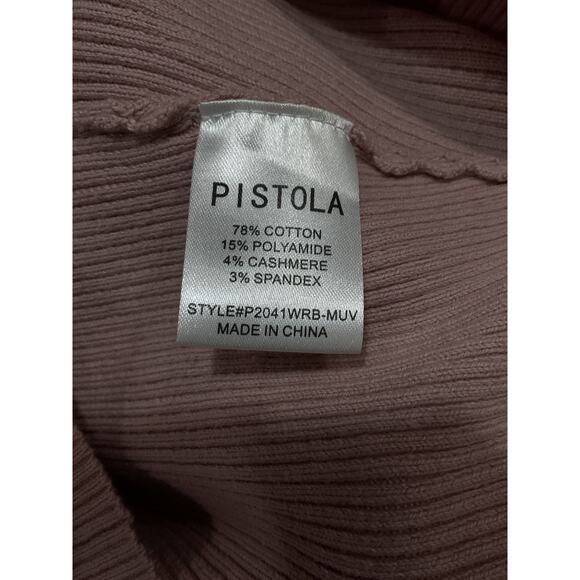 PISTOLA
78% COTTON
15% POLYAMIDE
4% CASHMERE
3% SPANDEX
STYLE#P2041WRB-MUV
MADE IN CHINA